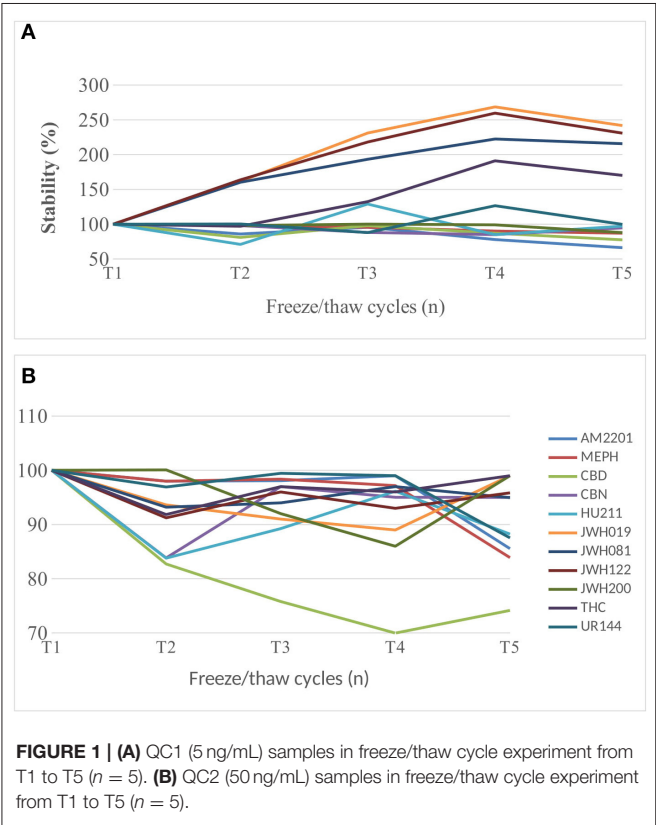 A
300
250
200
150
100
50
Stability (%)
T1 T2 T3 T4 T5
Freeze/thaw cycles (n)
B
110
100
90
80
70
T1 T2 T3 T4 T5
Freeze/thaw cycles (n)
AM2201
MEPH
CBD
CBN
HU211
JWH019
JWH081
JWH122
JWH200
THC
UR144
FIGURE 1 | (A) QC1 (5 ng/mL) samples in freeze/thaw cycle experiment from
T1 to T5 (n = 5). (B) QC2 (50 ng/mL) samples in freeze/thaw cycle experiment
from T1 to T5 (n = 5).